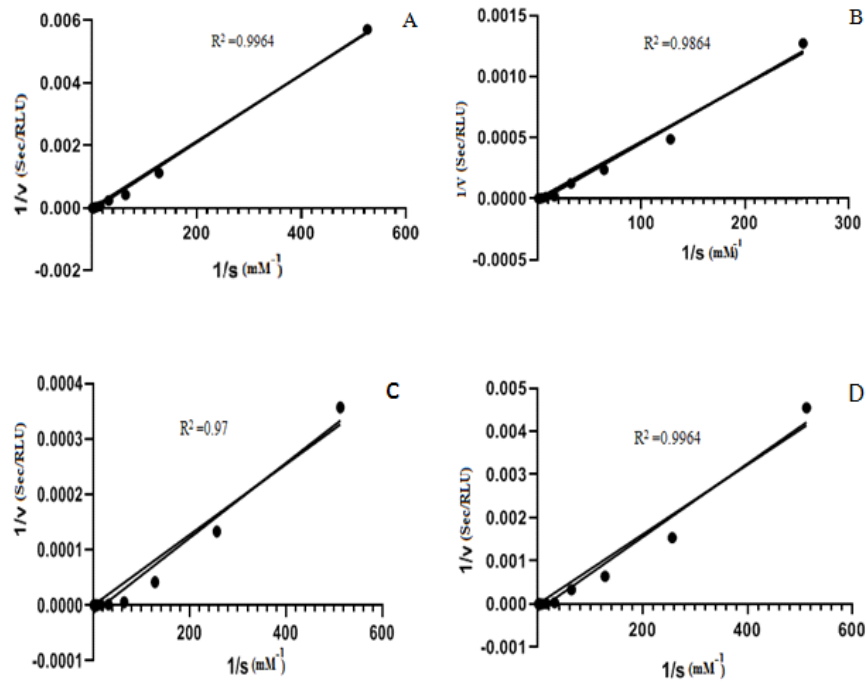 A
R² =0.9964
1/v (Sec/RLU)
0.006
0.004
0.002
0.000
-0.002
200
400
600
1/s (mM⁻¹
B
R² =0.9864
1/V (Sec/RLU)
0.0015
0.0010
0.0005
0.0000
-0.0005
100
200
300
1/s (mM)⁻¹
C
R² =0.97
1/v (Sec/RLU)
0.0004
0.0003
0.0002
0.0001
0.0000
-0.0001
200
400
600
1/s (mM⁻¹)
D
R² =0.9964
1/v (Sec/RLU)
0.005
0.004
0.003
0.002
0.001
0.000
-0.001
200
400
600
1/s (mM⁻¹)